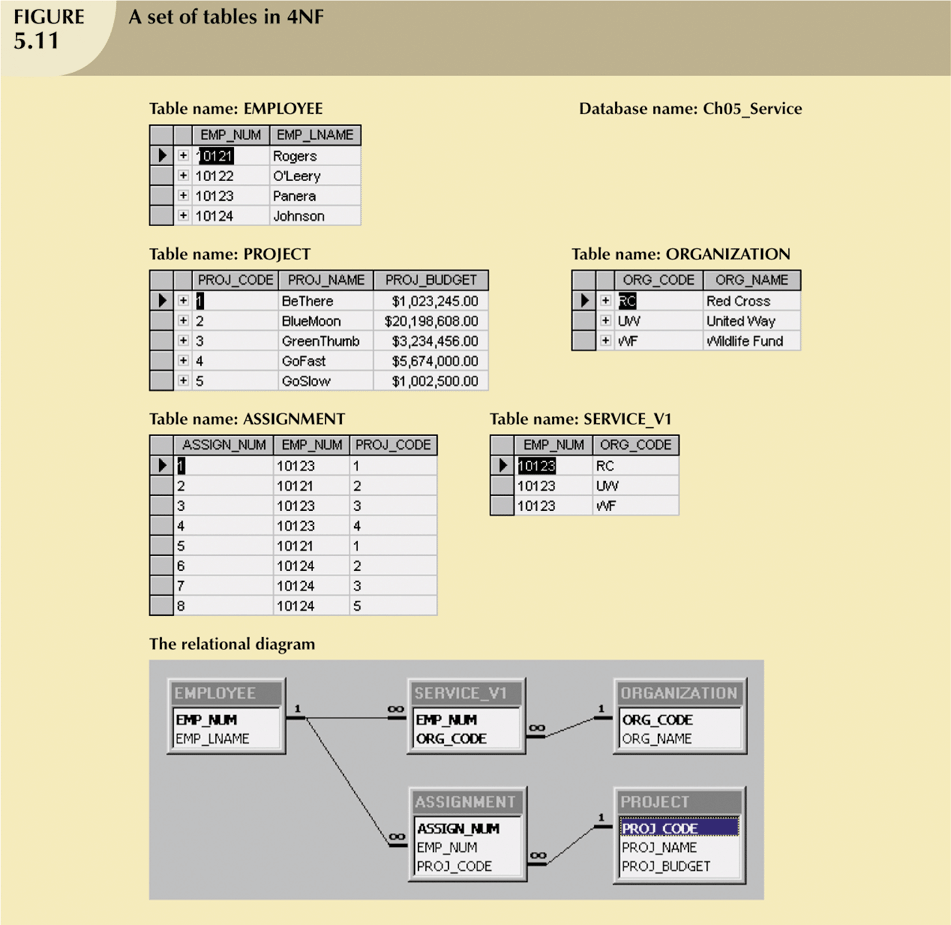 FIGURE
5.11
A set of tables in 4NF
Table name: EMPLOYEE
Database name: Ch05_Service
EMP_NUM EMP_LNAME
10121 Rogers
10122 O'Leery
10123 Panera
10124 Johnson
Table name: PROJECT
PROJ_CODE PROJ_NAME PROJ_BUDGET
1 BeThere $1,023,245.00
2 BlueMoon $20,198,608.00
3 GreenThumb $3,234,456.00
4 GoFast $5,674,000.00
5 GoSlow $1,002,500.00
Table name: ORGANIZATION
ORG_CODE ORG_NAME
RC Red Cross
UW United Way
WF Wildlife Fund
Table name: ASSIGNMENT
ASSIGN_NUM EMP_NUM PROJ_CODE
1 10123 1
2 10121 2
3 10123 3
4 10123 4
5 10121 1
6 10124 2
7 10124 3
8 10124 5
Table name: SERVICE_V1
EMP_NUM ORG_CODE
10123 RC
10123 UW
10123 WF
The relational diagram
EMPLOYEE
EMP_NUM
EMP_LNAME
1
∞
SERVICE_V1
EMP_NUM
ORG_CODE
∞
1
ORGANIZATION
ORG_CODE
ORG_NAME
∞
ASSIGNMENT
ASSIGN_NUM
EMP_NUM
PROJ_CODE
∞
1
PROJECT
PROJ_CODE
PROJ_NAME
PROJ_BUDGET